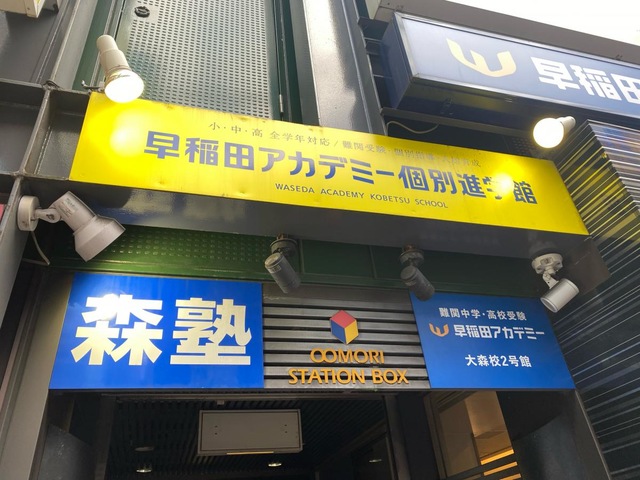 早稲田
小・中・高 全学年対応／難関受験
早稲田アカデミー個別進学館
WASEDA ACADEMY KOBETSU SCHOOL
森塾
OOMORI
STATION BOX
難関中学・高校受験
早稲田アカデミー
大森校2号館